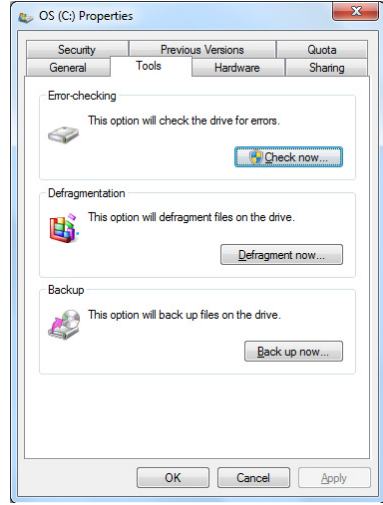 OS (C:) Properties
Security Previous Versions Quota
General Tools Hardware Sharing
Error-checking
This option will check the drive for errors.
Check now...
Defragmentation
This option will defragment files on the drive.
Defragment now...
Backup
This option will back up files on the drive.
Back up now...
OK Cancel Apply